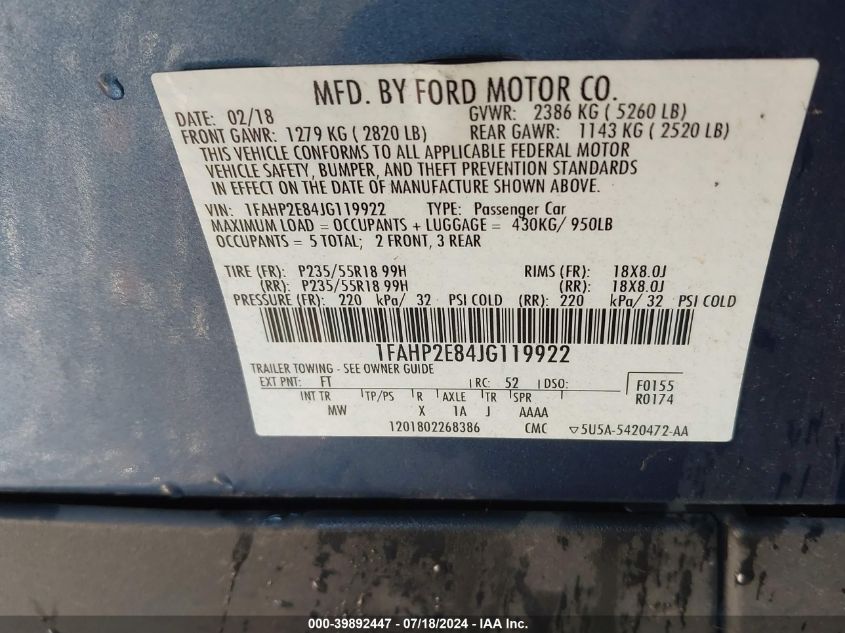 MFD. BY FORD MOTOR CO.
DATE: 02/18 GVWR: 2386 KG ( 5260 LB)
FRONT GAWR: 1279 KG ( 2820 LB) REAR GAWR: 1143 KG ( 2520 LB)
THIS VEHICLE CONFORMS TO ALL APPLICABLE FEDERAL MOTOR
VEHICLE SAFETY, BUMPER, AND THEFT PREVENTION STANDARDS
IN EFFECT ON THE DATE OF MANUFACTURE SHOWN ABOVE.
VIN: 1FAHP2E84JG119922 TYPE: Passenger Car
MAXIMUM LOAD = OCCUPANTS + LUGGAGE = 430KG/ 950LB
OCCUPANTS = 5 TOTAL; 2 FRONT, 3 REAR
TIRE (FR): P235/55R18 99H RIMS (FR): 18X8.0J
(RR): P235/55R18 99H (RR): 18X8.0J
PRESSURE (FR): 220 kPa/ 32 PSI COLD (RR): 220 kPa/ 32 PSI COLD
1FAHP2E84JG119922
TRAILER TOWING - SEE OWNER GUIDE
EXT PNT: FT RC: 52 DSO: F0155
INT TR TP/PS R AXLE TR SPR R0174
MW X 1A J AAAA
1201802268386 CMC ▽5U5A-5420472-AA
000-39892447 - 07/18/2024 - IAA Inc.